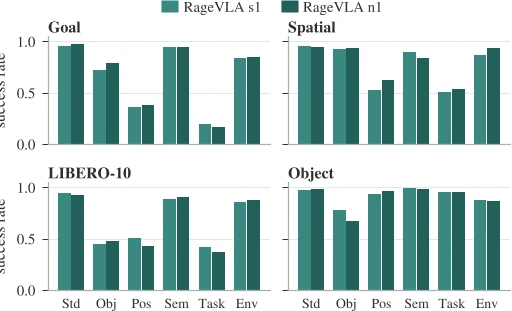 RageVLA s1 RageVLA n1
Goal Spatial
1.0
0.5
0.0
success rate
LIBERO-10 Object
1.0
0.5
0.0
success rate
Std Obj Pos Sem Task Env Std Obj Pos Sem Task Env